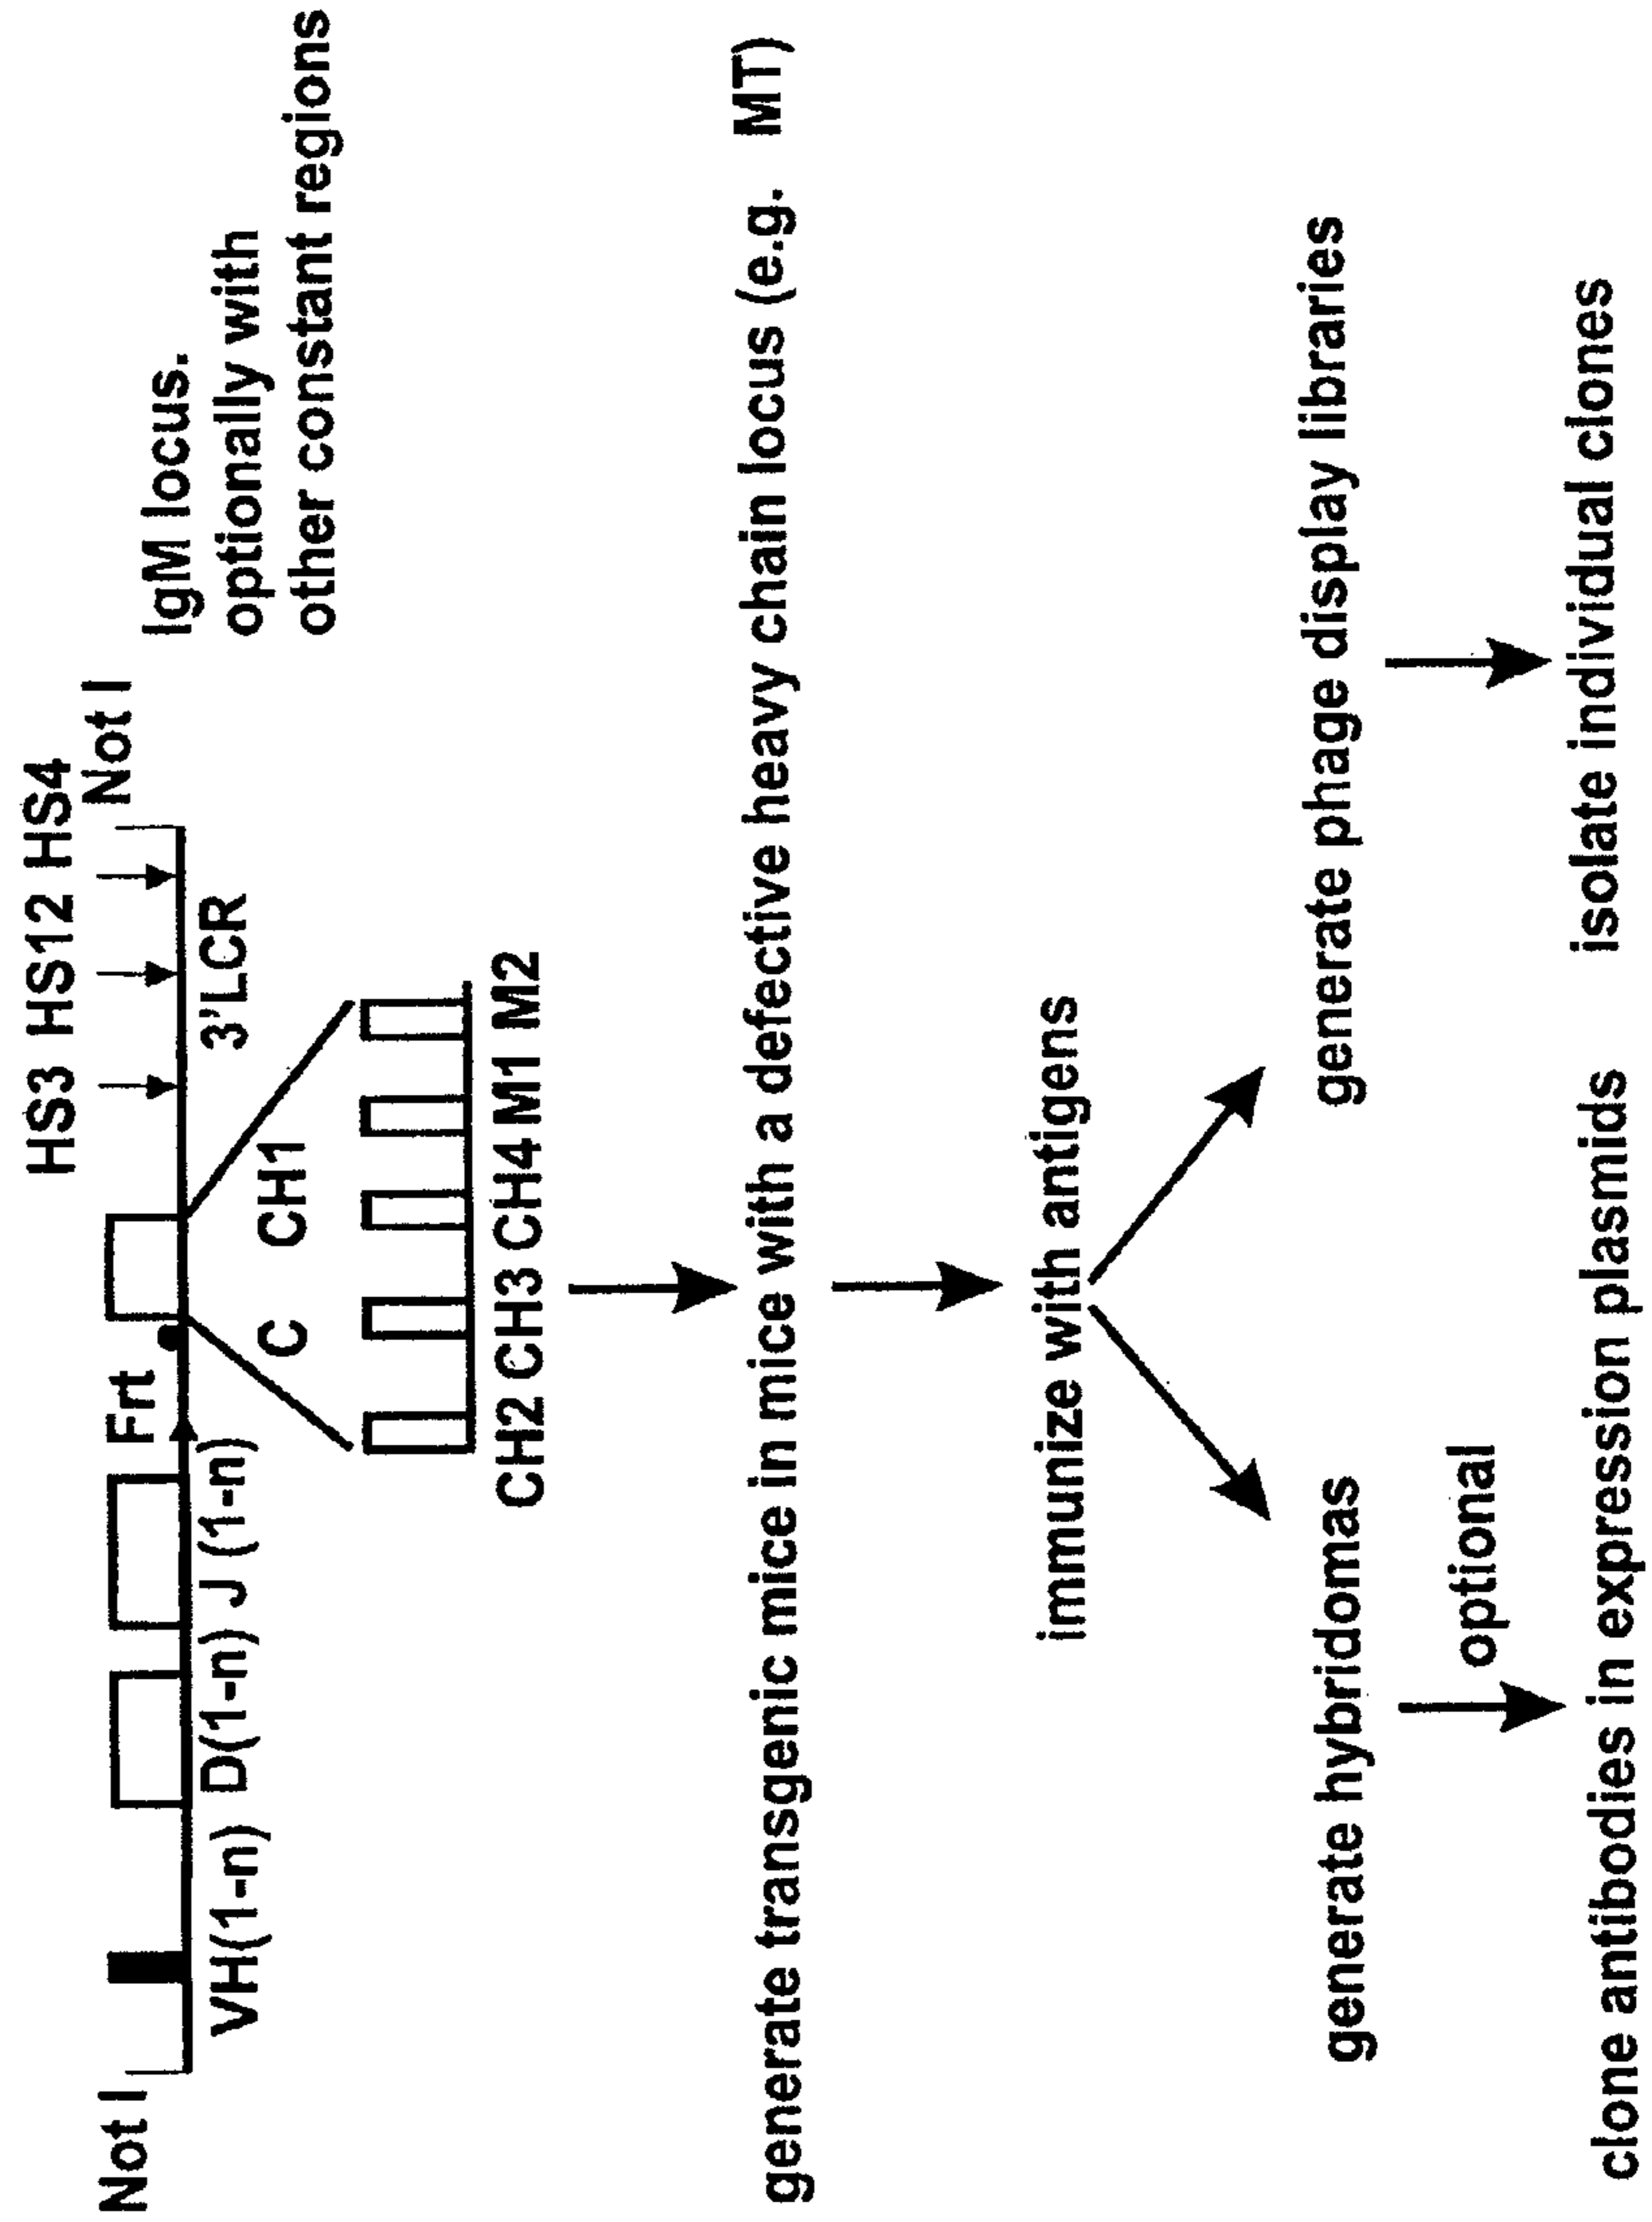 HS3 HS12 HS4
Not I
Frt
Not I
IgM locus.
optionally with
other constant regions
VH(1-n) D(1-n) J (1-n)
3'LCR
C CH1
CH2 CH3 CH4 M1 M2
generate transgenic mice in mice with a defective heavy chain locus (e.g. MT)
immunize with antigens
generate hybridomas
generate phage display libraries
optional
clone antibodies in expression plasmids
isolate individual clones